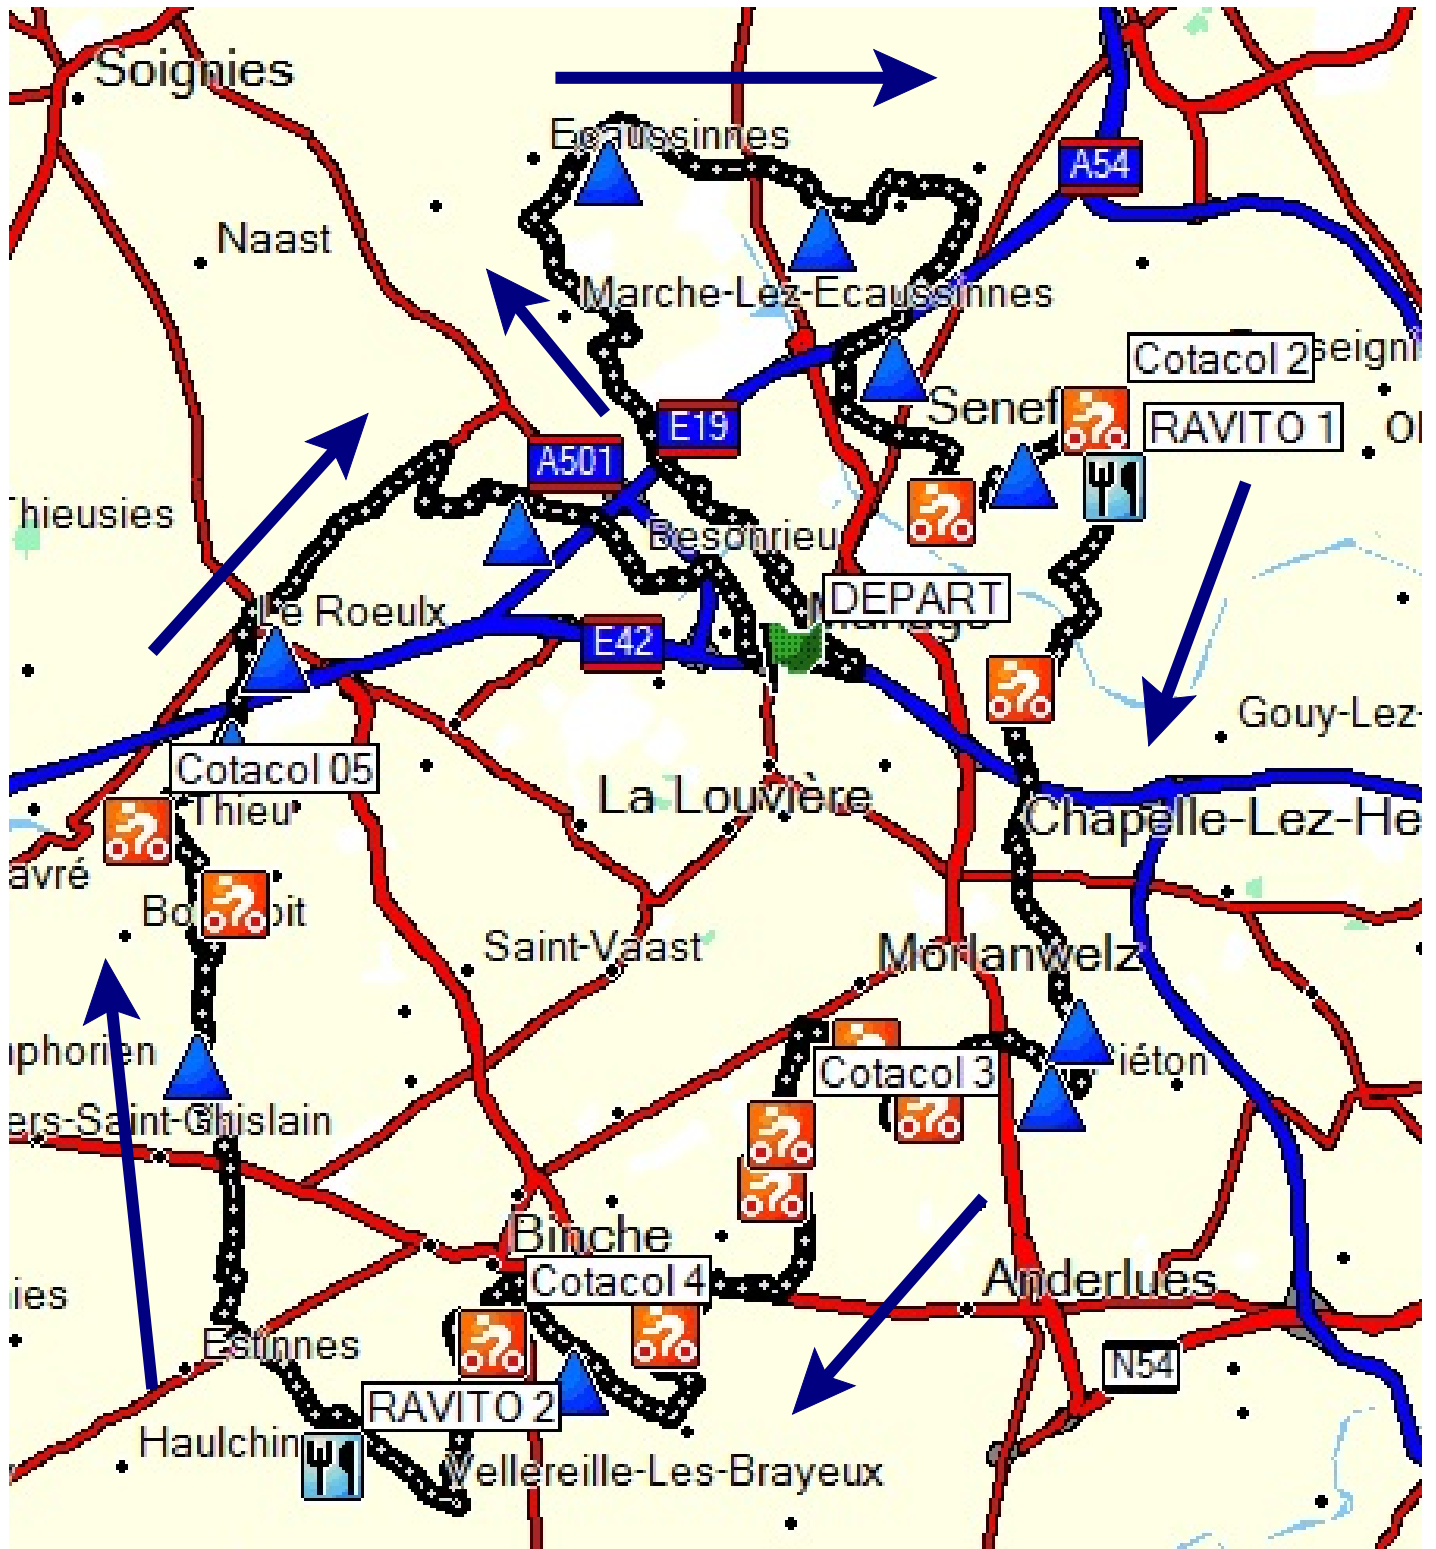 Soignies
Ecaussinnes
A54
Naast
Marche-Lez-Ecaussinnes
Cotacol 2
seigni
Senef
E19
RAVITO 1
A501
Thieusies
Besonrieu
DEPART
Le Roeulx
E42
Gouy-Lez-
Cotacol 05
La Louvière
Thieu
Chapelle-Lez-He
avré
Saint-Vaast
Morlanwelz
phorien
Cotacol 3
iéton
ers-Saint-Ghislain
Binche
Cotacol 4
Anderlues
ies
Estinnes
N54
RAVITO 2
Haulchin
Vellereille-Les-Brayeux